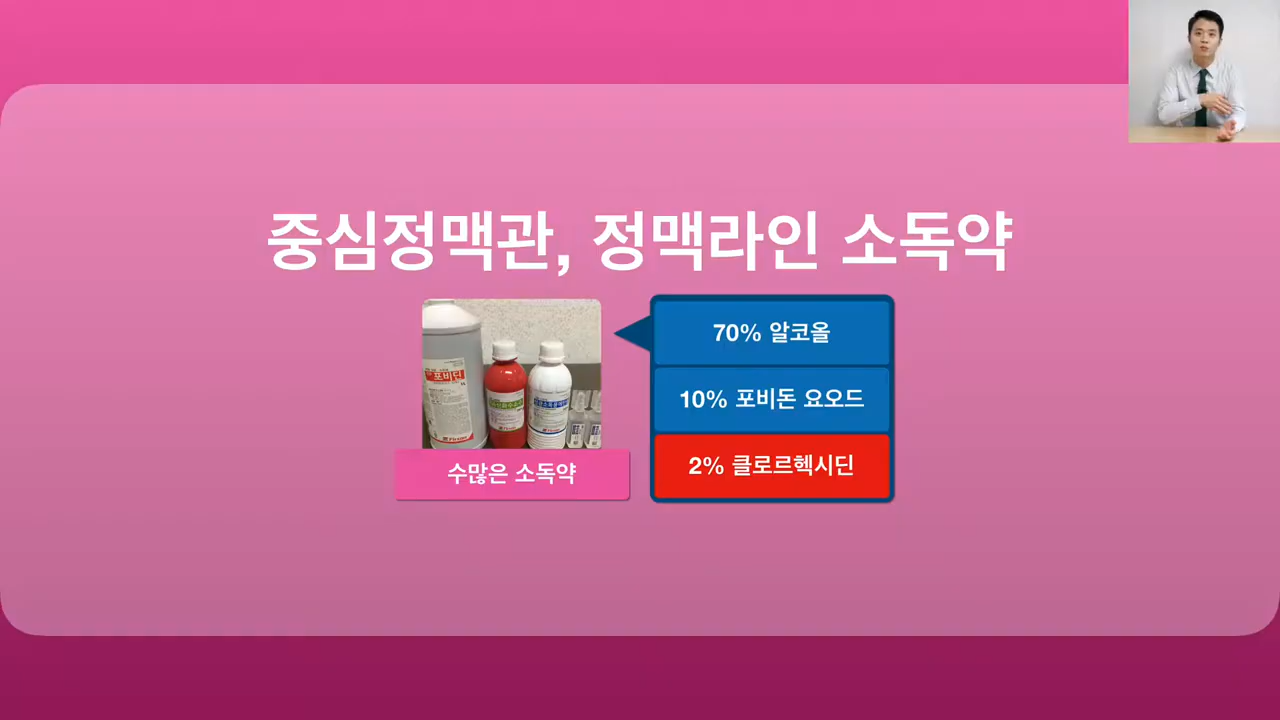 중심정맥관, 정맥라인 소독약
70% 알코올
포비딘
10% 포비돈 요오드
2% 클로르헥시딘
수많은 소독약